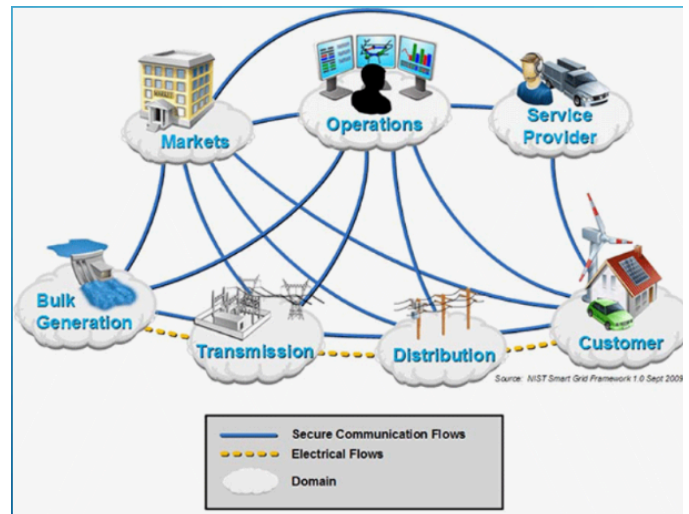 MARKET
Markets
Operations
Service
Provider
Bulk
Generation
Transmission
Distribution
Customer
Source: NIST Smart Grid Framework 1.0 Sept 2009
Secure Communication Flows
Electrical Flows
Domain